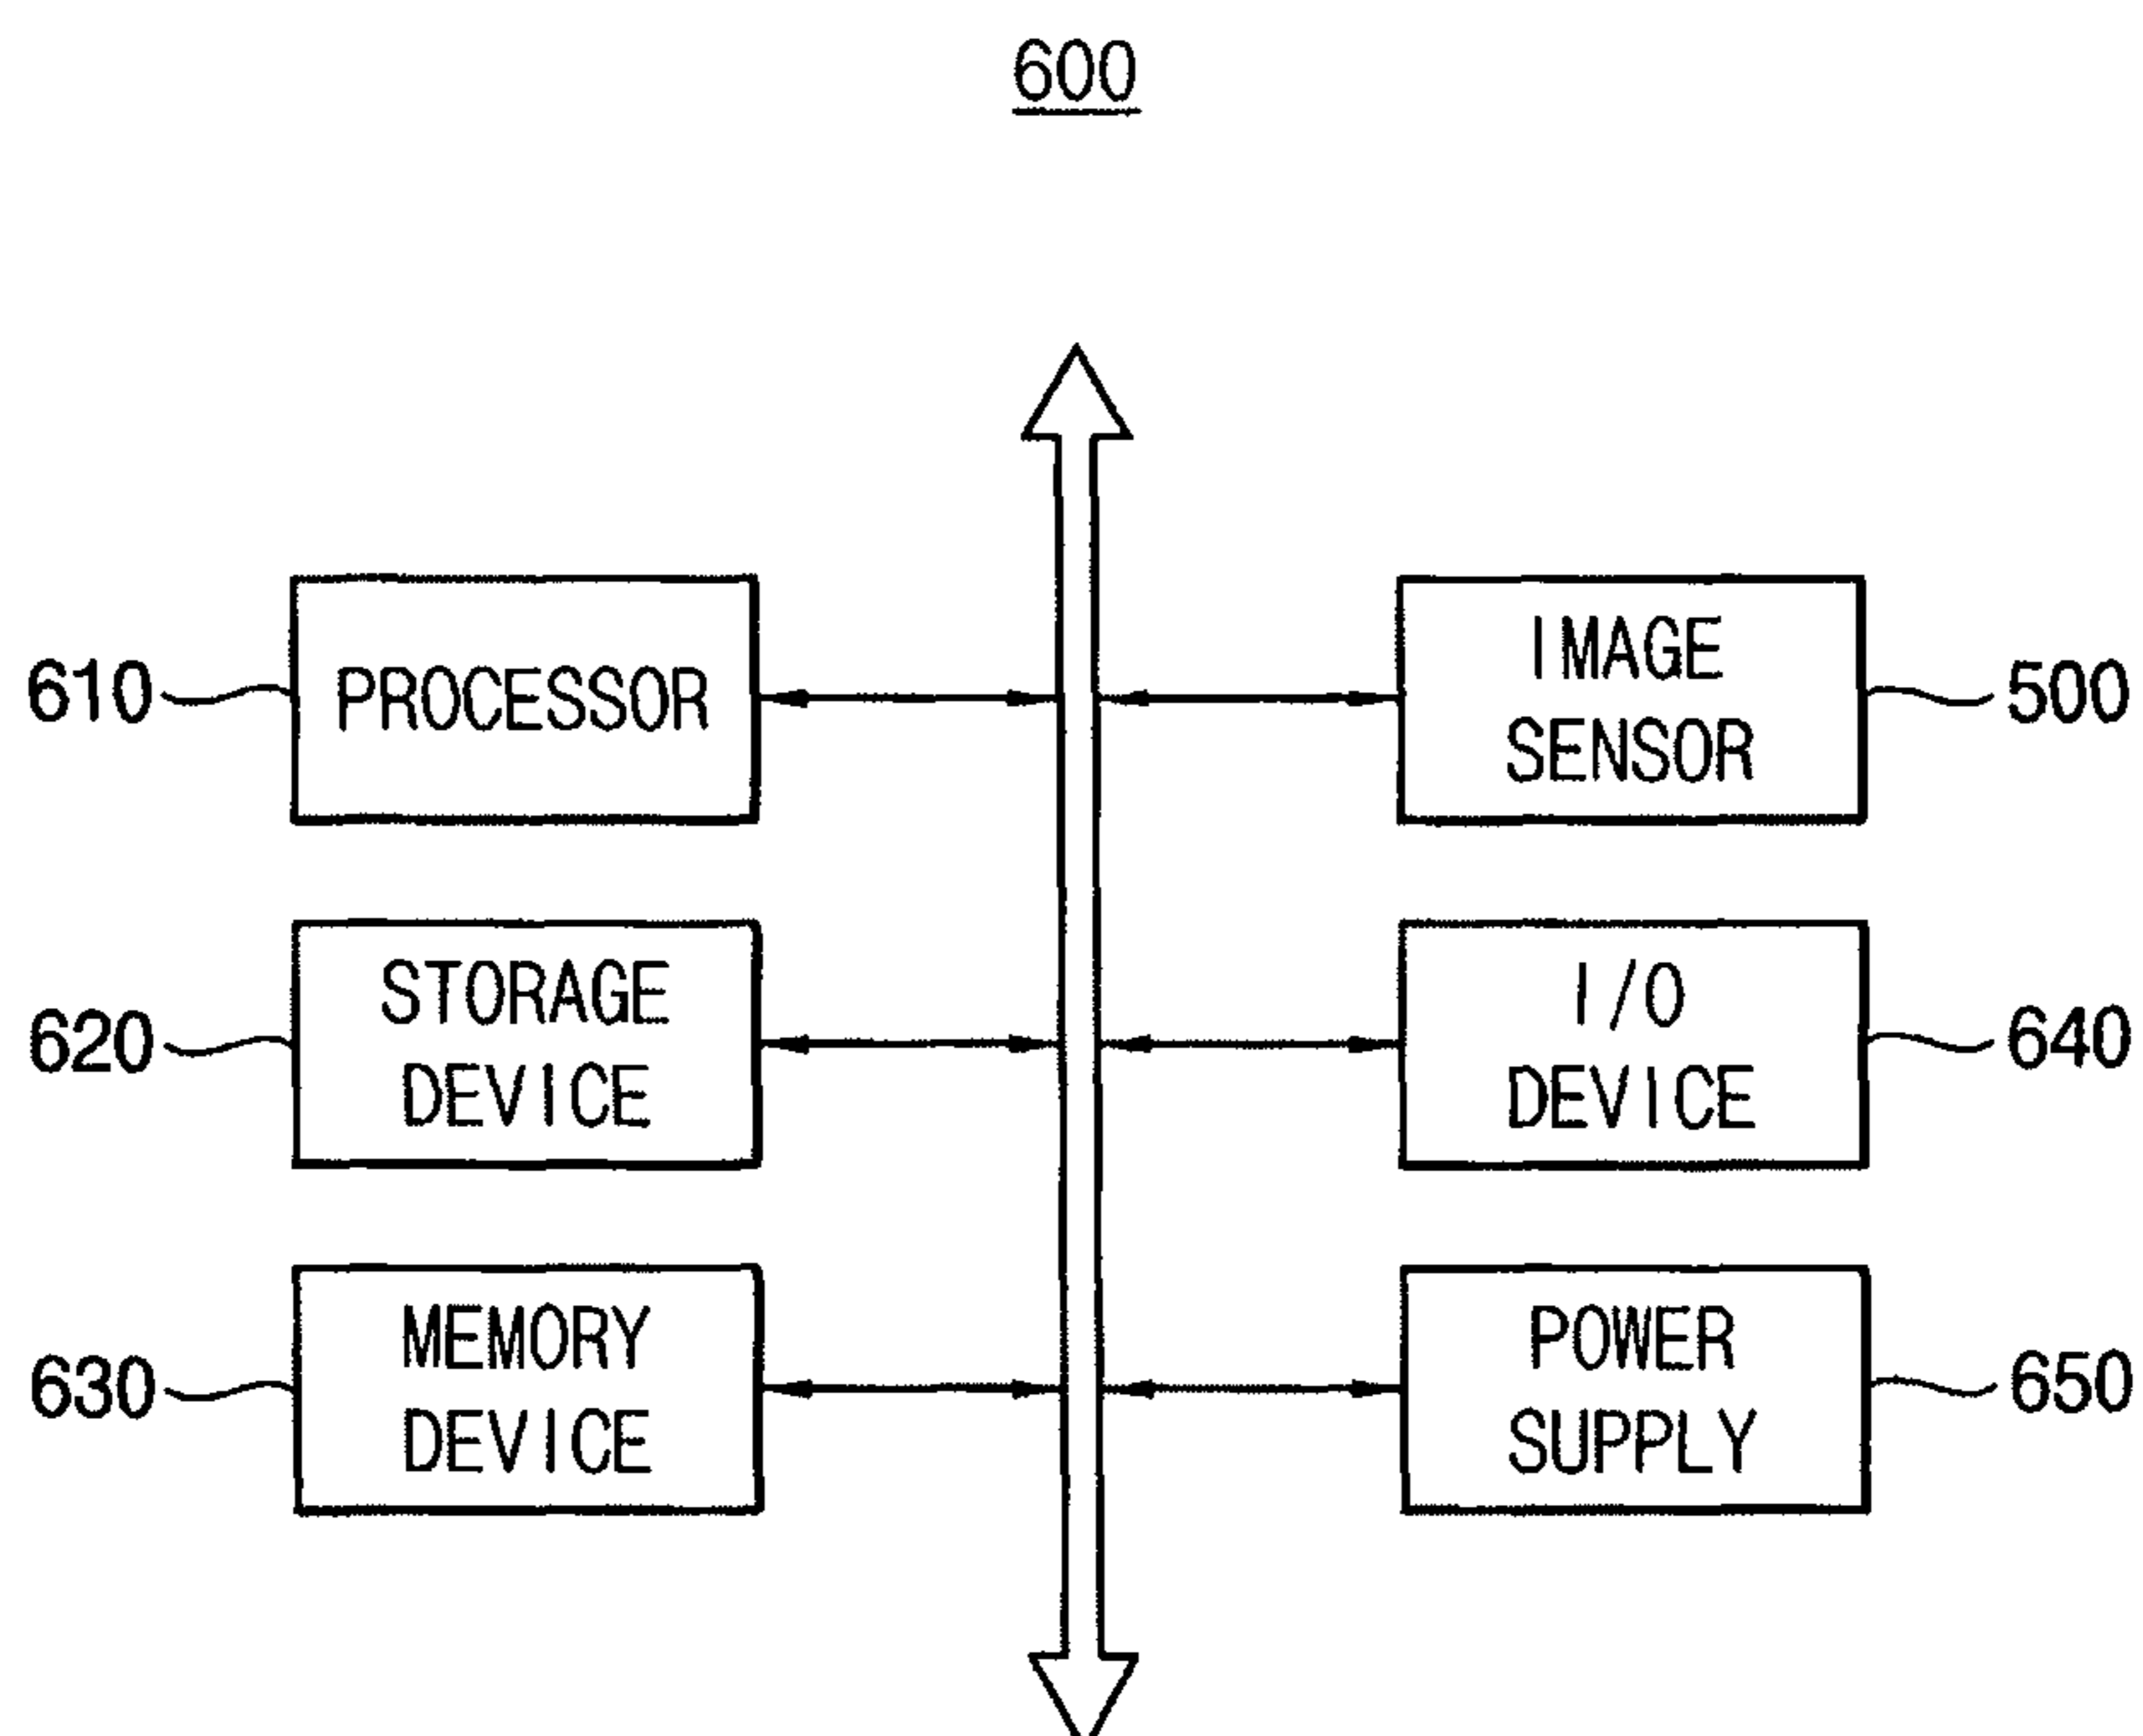 600
610
PROCESSOR
IMAGE
SENSOR
500
620
STORAGE
DEVICE
I/O
DEVICE
640
630
MEMORY
DEVICE
POWER
SUPPLY
650